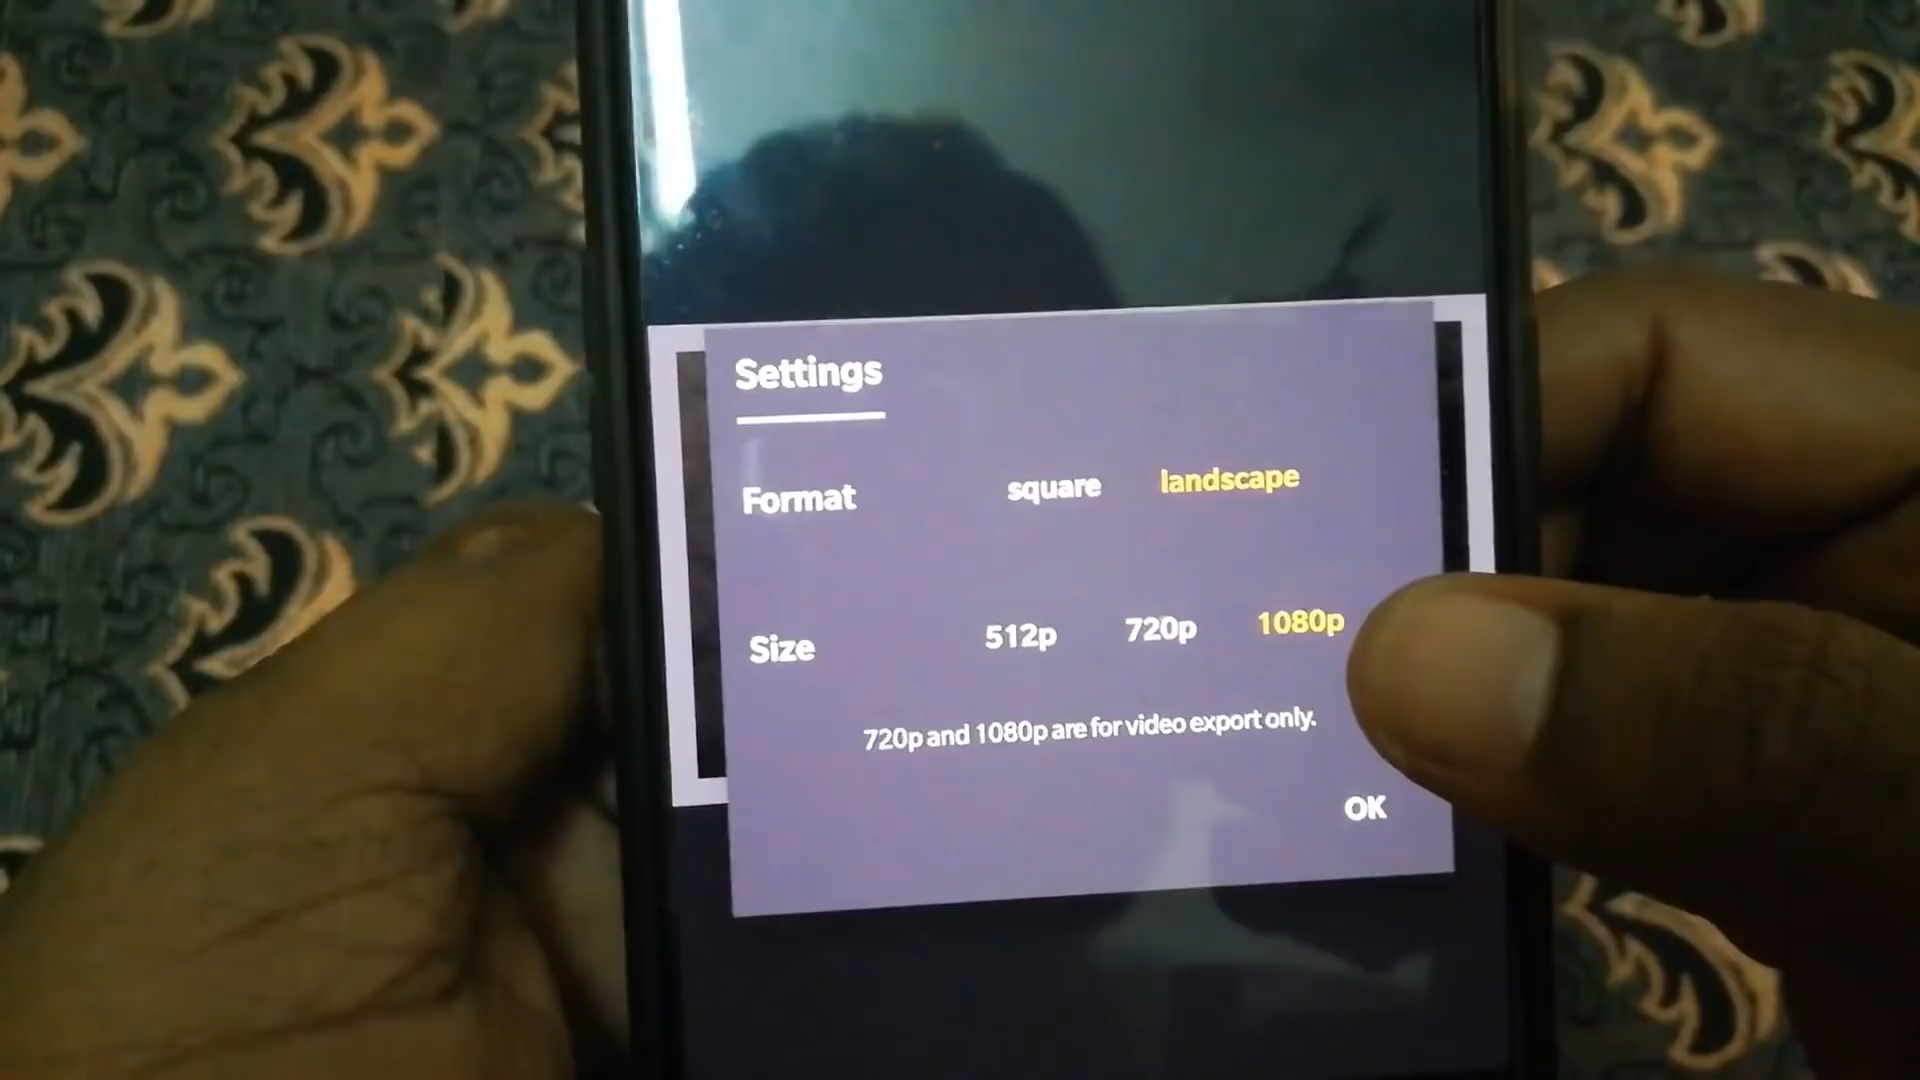 Settings
Format square landscape
Size 512p 720p 1080p
720p and 1080p are for video export only.
OK